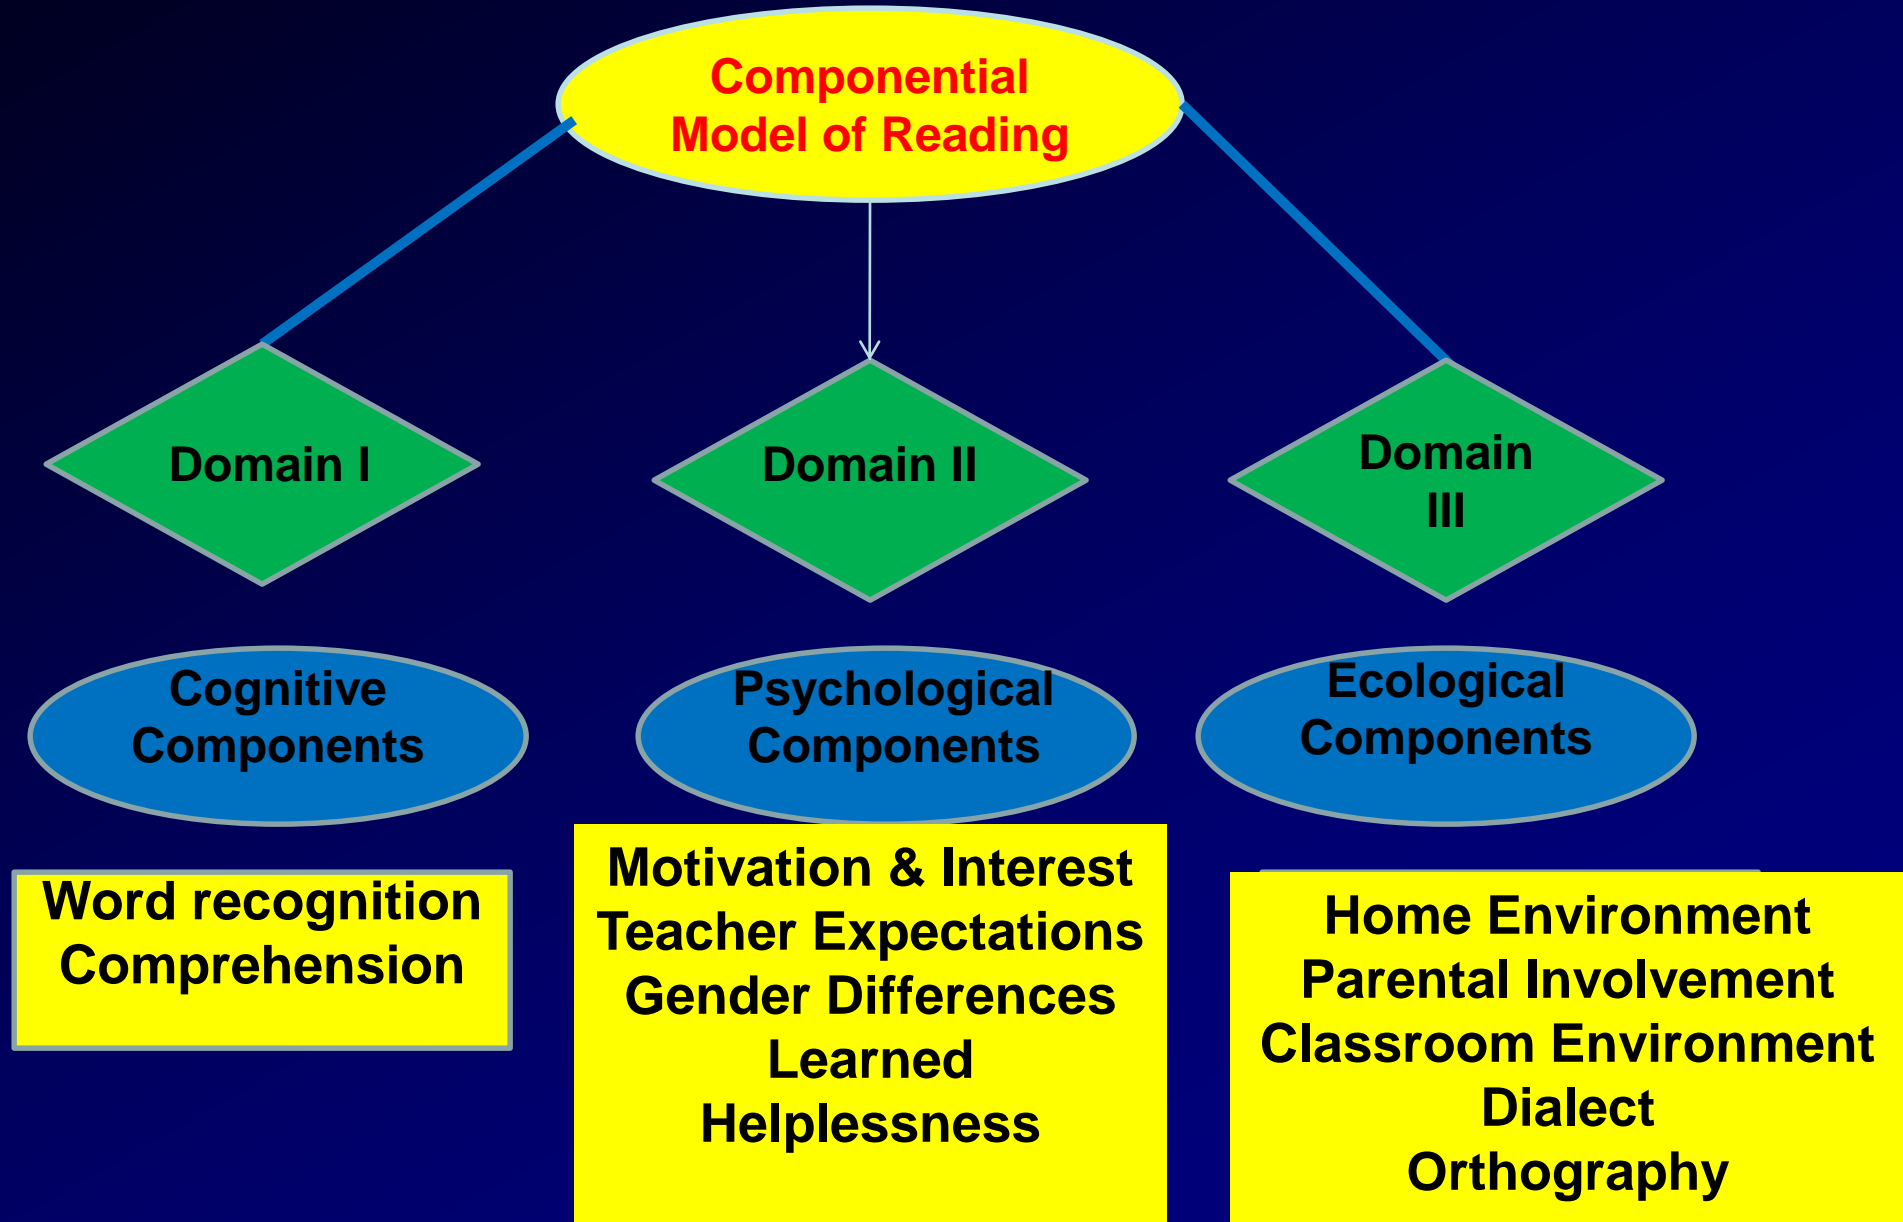 Componential
Model of Reading
Domain I
Domain II
Domain
III
Cognitive
Components
Psychological
Components
Ecological
Components
Word recognition
Comprehension
Motivation & Interest
Teacher Expectations
Gender Differences
Learned
Helplessness
Home Environment
Parental Involvement
Classroom Environment
Dialect
Orthography